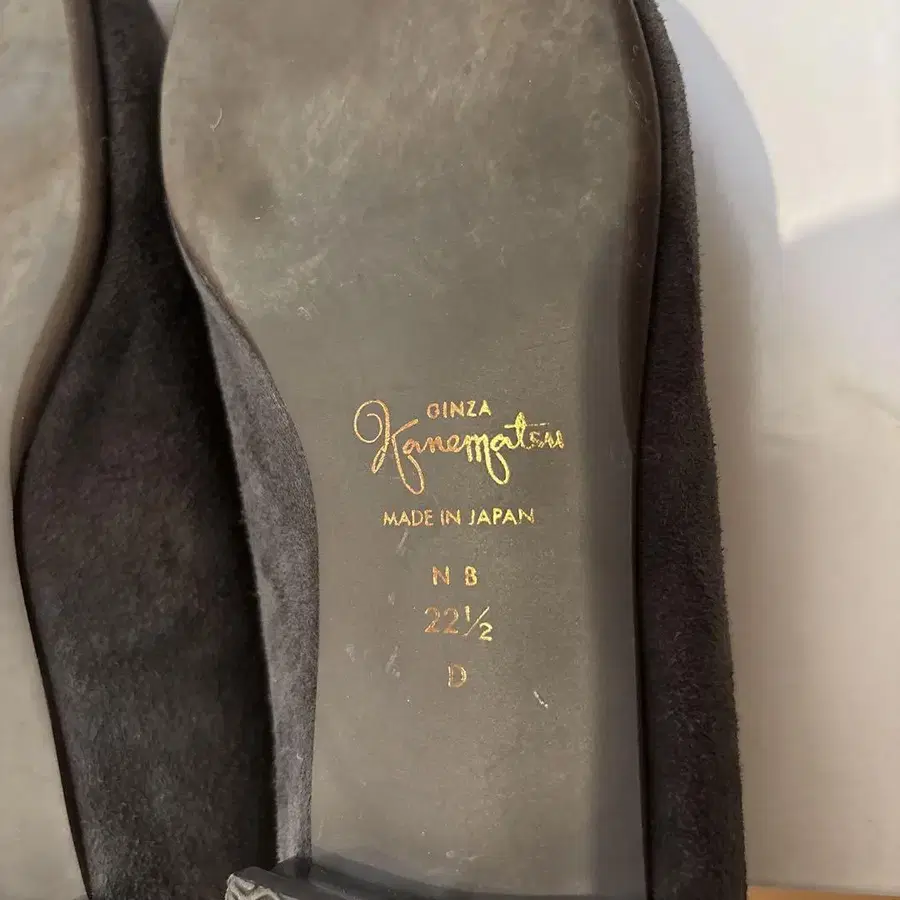 GINZA
Kanematsu
MADE IN JAPAN
N B
22½
D